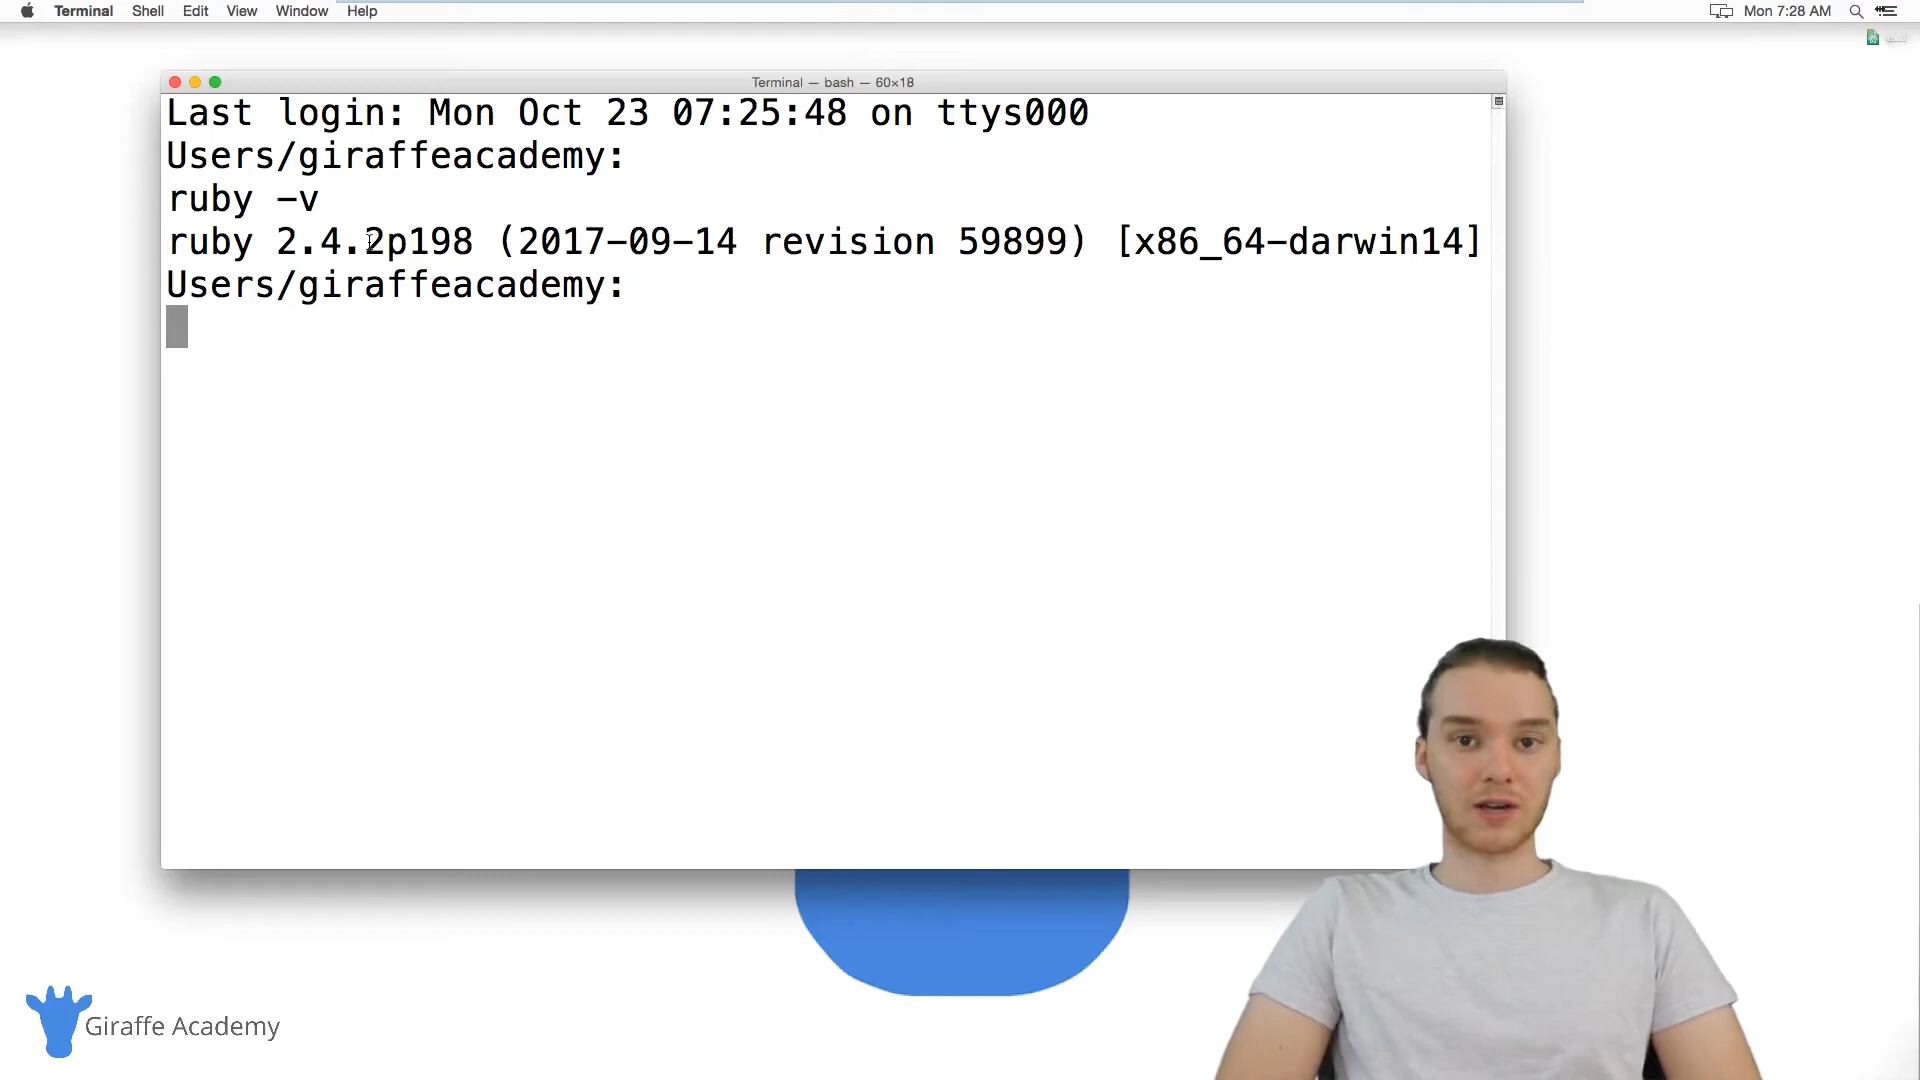 Terminal Shell Edit View Window Help Mon 7:28 AM
Terminal — bash — 60×18
Last login: Mon Oct 23 07:25:48 on ttys000
Users/giraffeacademy:
ruby -v
ruby 2.4.2p198 (2017-09-14 revision 59899) [x86_64-darwin14]
Users/giraffeacademy:
Giraffe Academy